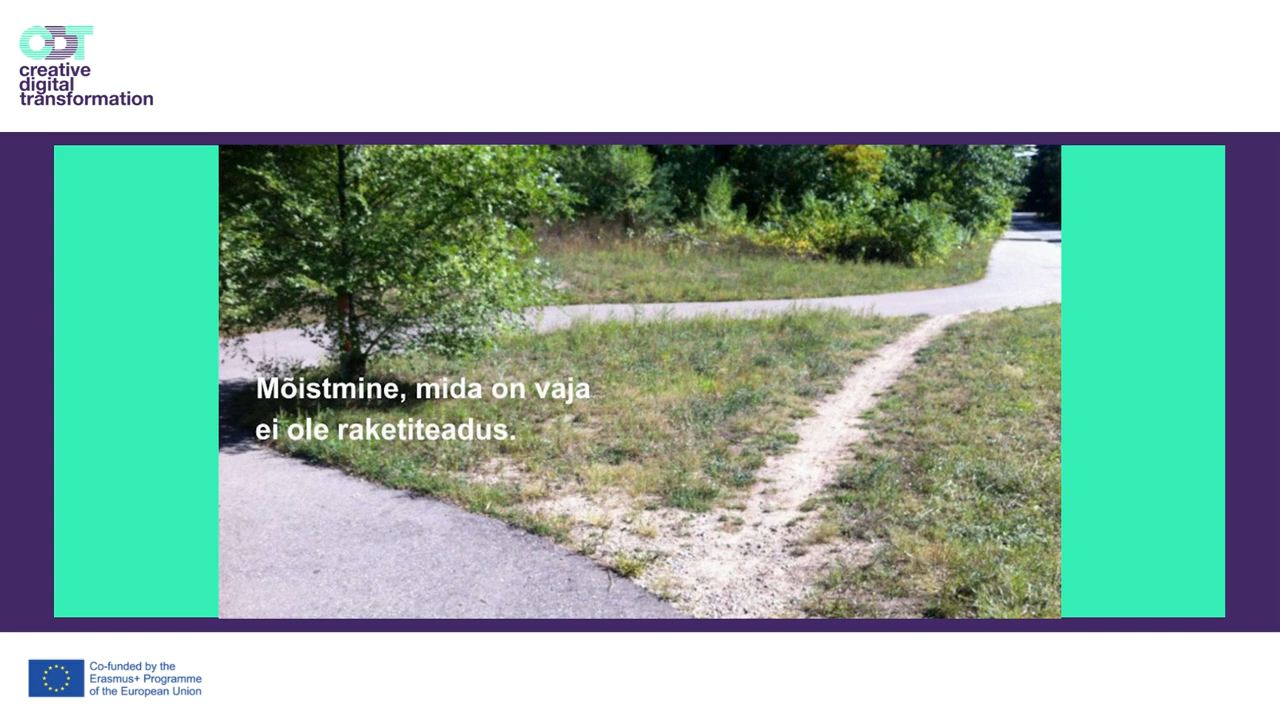 CDT
creative
digital
transformation
Mõistmine, mida on vaja
ei ole raketiteadus.
Co-funded by the
Erasmus+ Programme
of the European Union